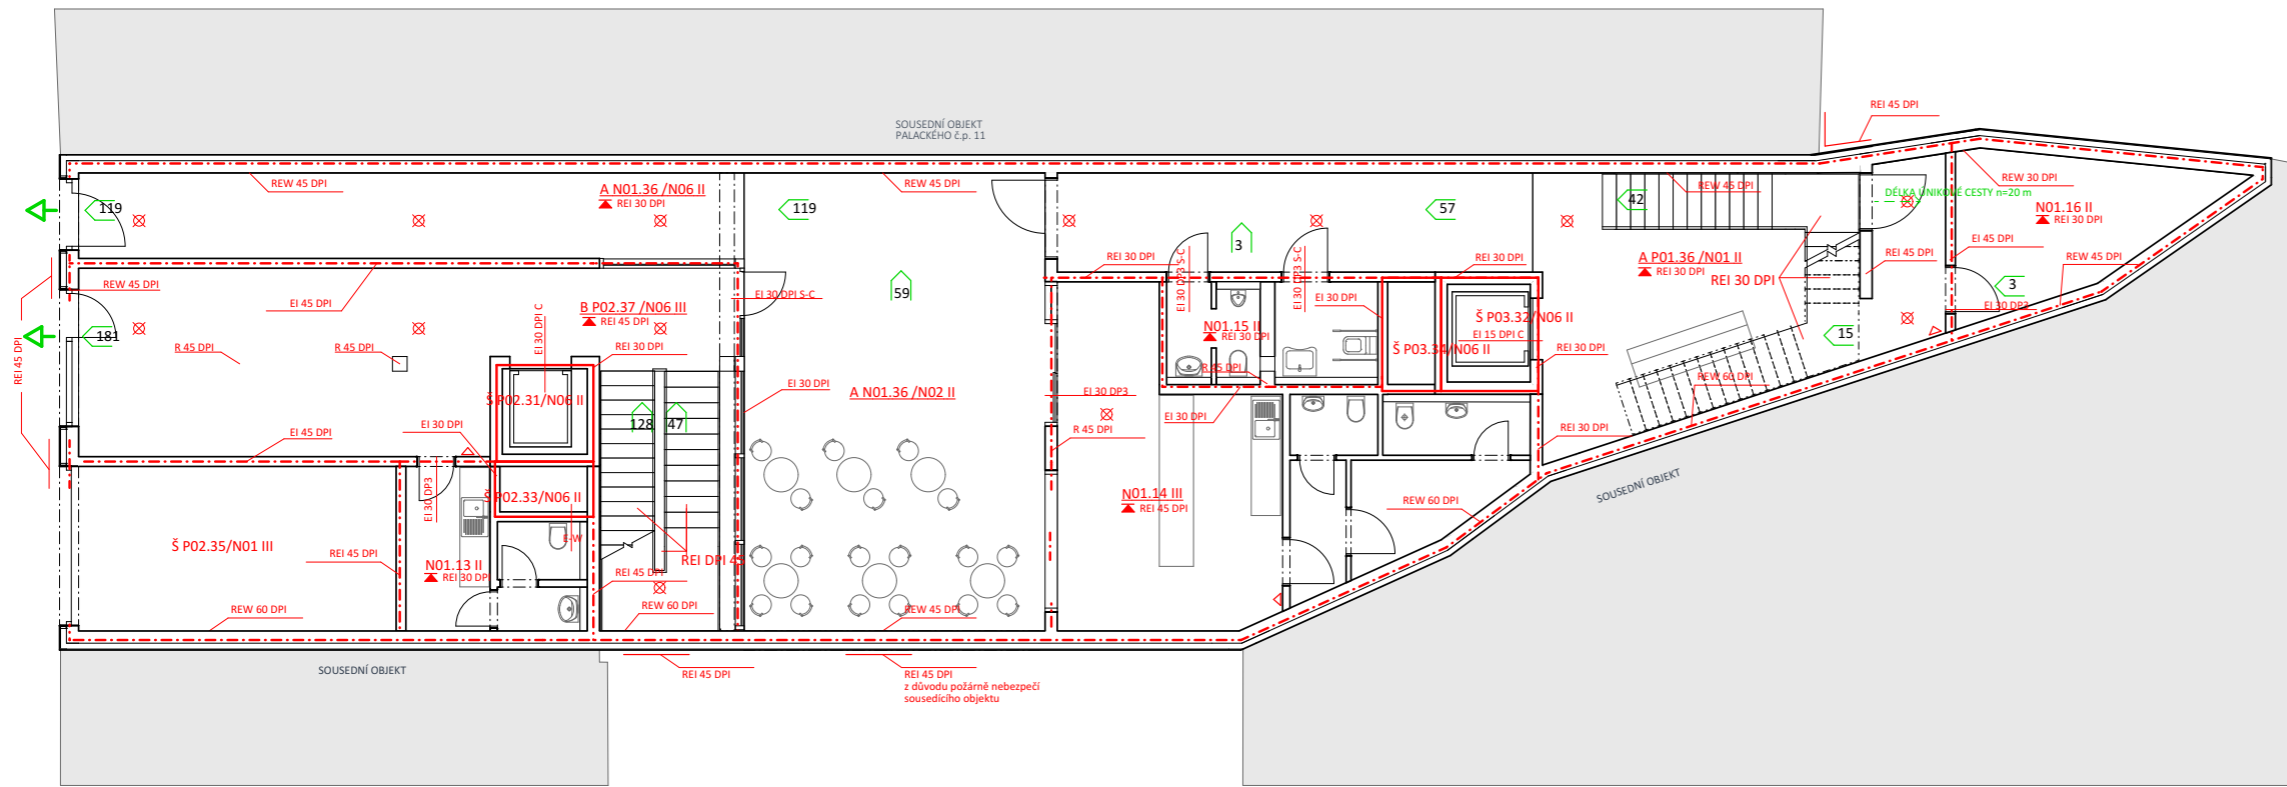 SOUSEDNÍ OBJEKT
PALACKÉHO č.p. 11
REI 45 DPI
REW 45 DPI
A N01.36 /N06 II
REI 30 DPI
REW 45 DPI
REW 45 DPI
REW 30 DPI
DÉLKA ÚNIKOVÉ CESTY n=20 m
119
119
57
42
N01.16 II
REI 30 DPI
3
REI 30 DPI
EI 30 DP3 S-C
EI 30 DP3 S-C
REI 30 DPI
A P01.36 /N01 II
REI 30 DPI
REI 30 DPI
REI 45 DPI
EI 45 DPI
REW 45 DPI
REW 45 DPI
EI 45 DPI
B P02.37 /N06 III
REI 45 DPI
EI 30 DPI S-C
59
EI 30 DPI
3
EI 30 DP3
181
REI 45 DPI
R 45 DPI
R 45 DPI
EI 30 DPI C
REI 30 DPI
N01.15 II
REI 30 DPI
Š P03.32/N06 II
EI 15 DPI C
Š P03.34/N06 II
REI 30 DPI
15
R 45 DPI
REW 60 DPI
EI 30 DPI
A N01.36 /N02 II
EI 30 DP3
EI 30 DPI
Š P02.31/N06 II
128
47
EI 30 DPI
EI 45 DPI
R 45 DPI
REI 30 DPI
EI 30 DP3
Š P02.33/N06 II
N01.14 III
REI 45 DPI
REW 60 DPI
SOUSEDNÍ OBJEKT
E-W
Š P02.35/N01 III
REI 45 DPI
N01.13 II
REI 30 DPI
REI DPI 45
REI 45 DPI
REW 60 DPI
REW 60 DPI
REW 45 DPI
SOUSEDNÍ OBJEKT
REI 45 DPI
REI 45 DPI
z důvodu požárně nebezpečí
sousedícího objektu